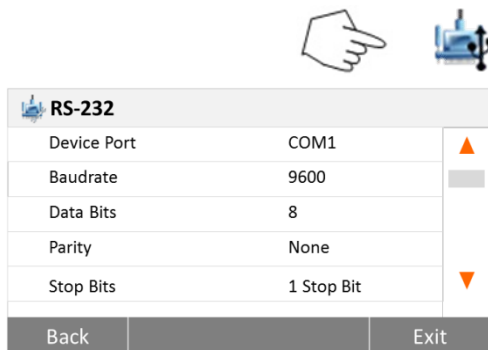 RS-232
Device Port COM1
Baudrate 9600
Data Bits 8
Parity None
Stop Bits 1 Stop Bit
Back Exit